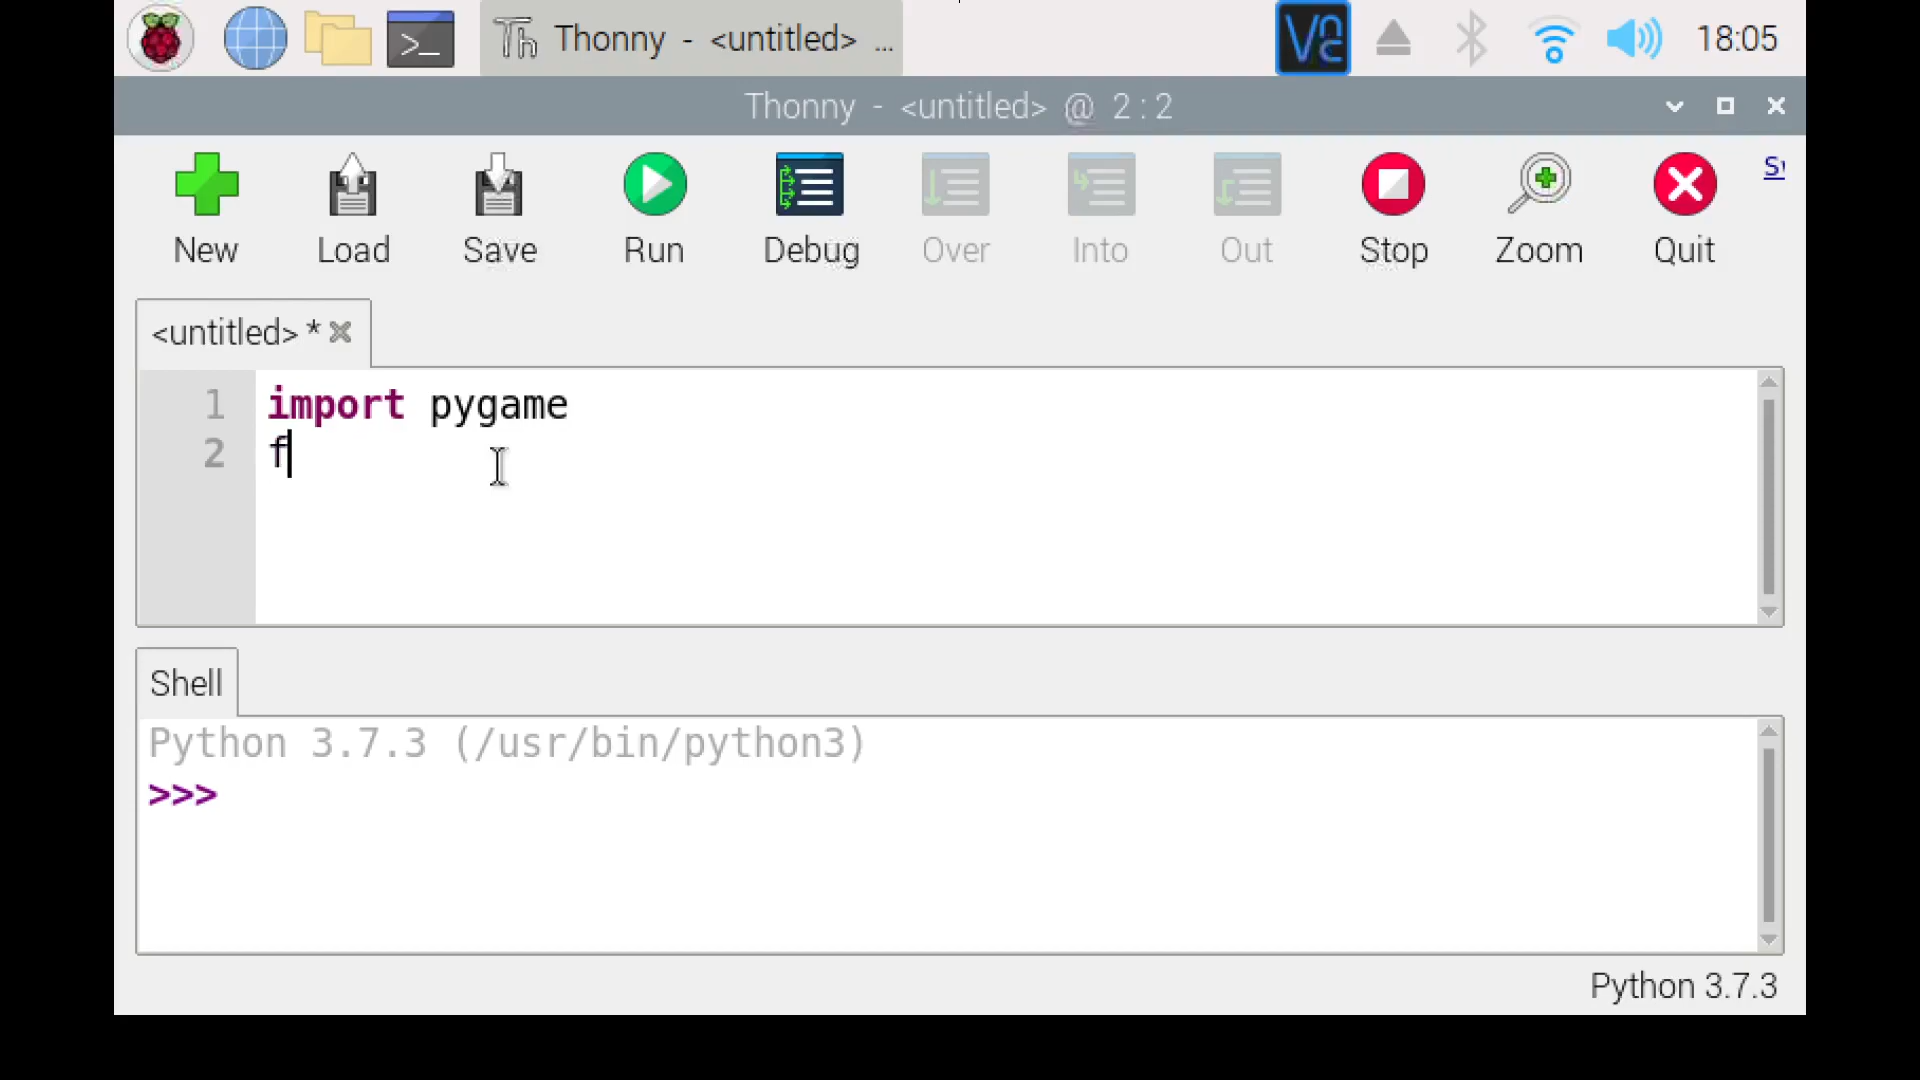 Thonny - <untitled> ...
18:05
Thonny - <untitled> @ 2:2
New Load Save Run Debug Over Into Out Stop Zoom Quit
<untitled> *
1 import pygame
2 f
Shell
Python 3.7.3 (/usr/bin/python3)
>>>
Python 3.7.3